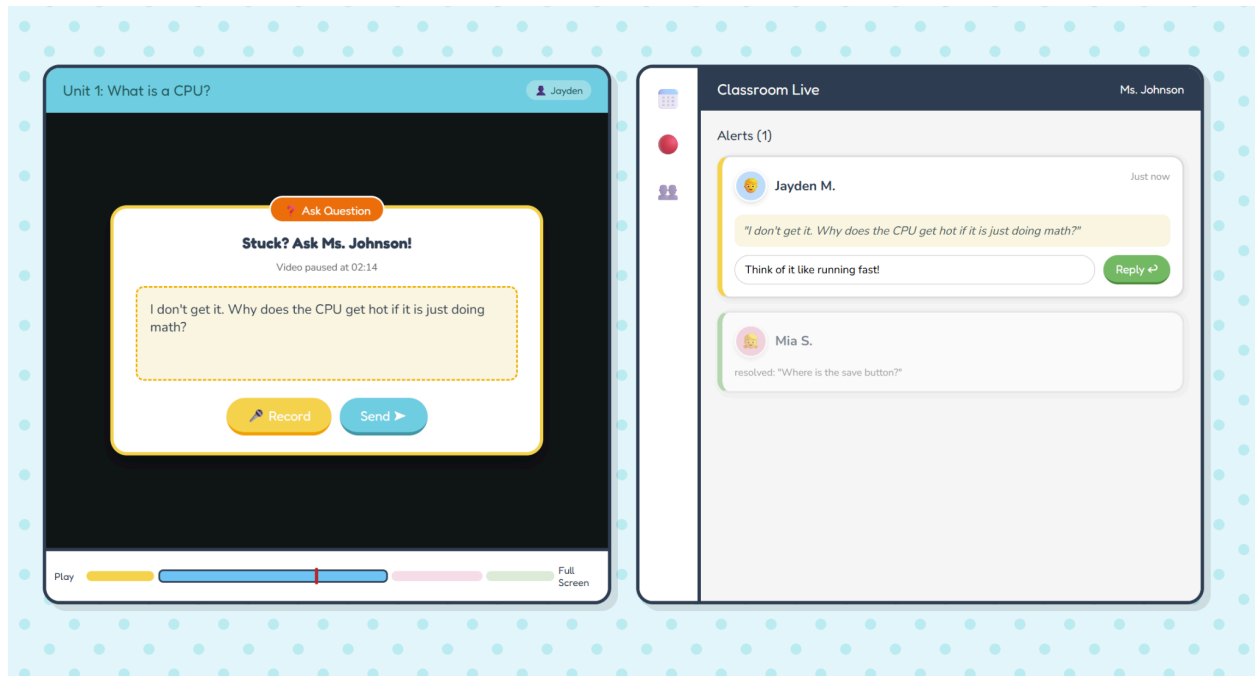 Unit 1: What is a CPU?
Jayden
Ask Question
Stuck? Ask Ms. Johnson!
Video paused at 02:14
I don't get it. Why does the CPU get hot if it is just doing
math?
Record
Send ➤
Play
Full
Screen
Classroom Live
Ms. Johnson
Alerts (1)
Jayden M.
Just now
"I don't get it. Why does the CPU get hot if it is just doing math?"
Think of it like running fast!
Reply ↩
Mia S.
resolved: "Where is the save button?"